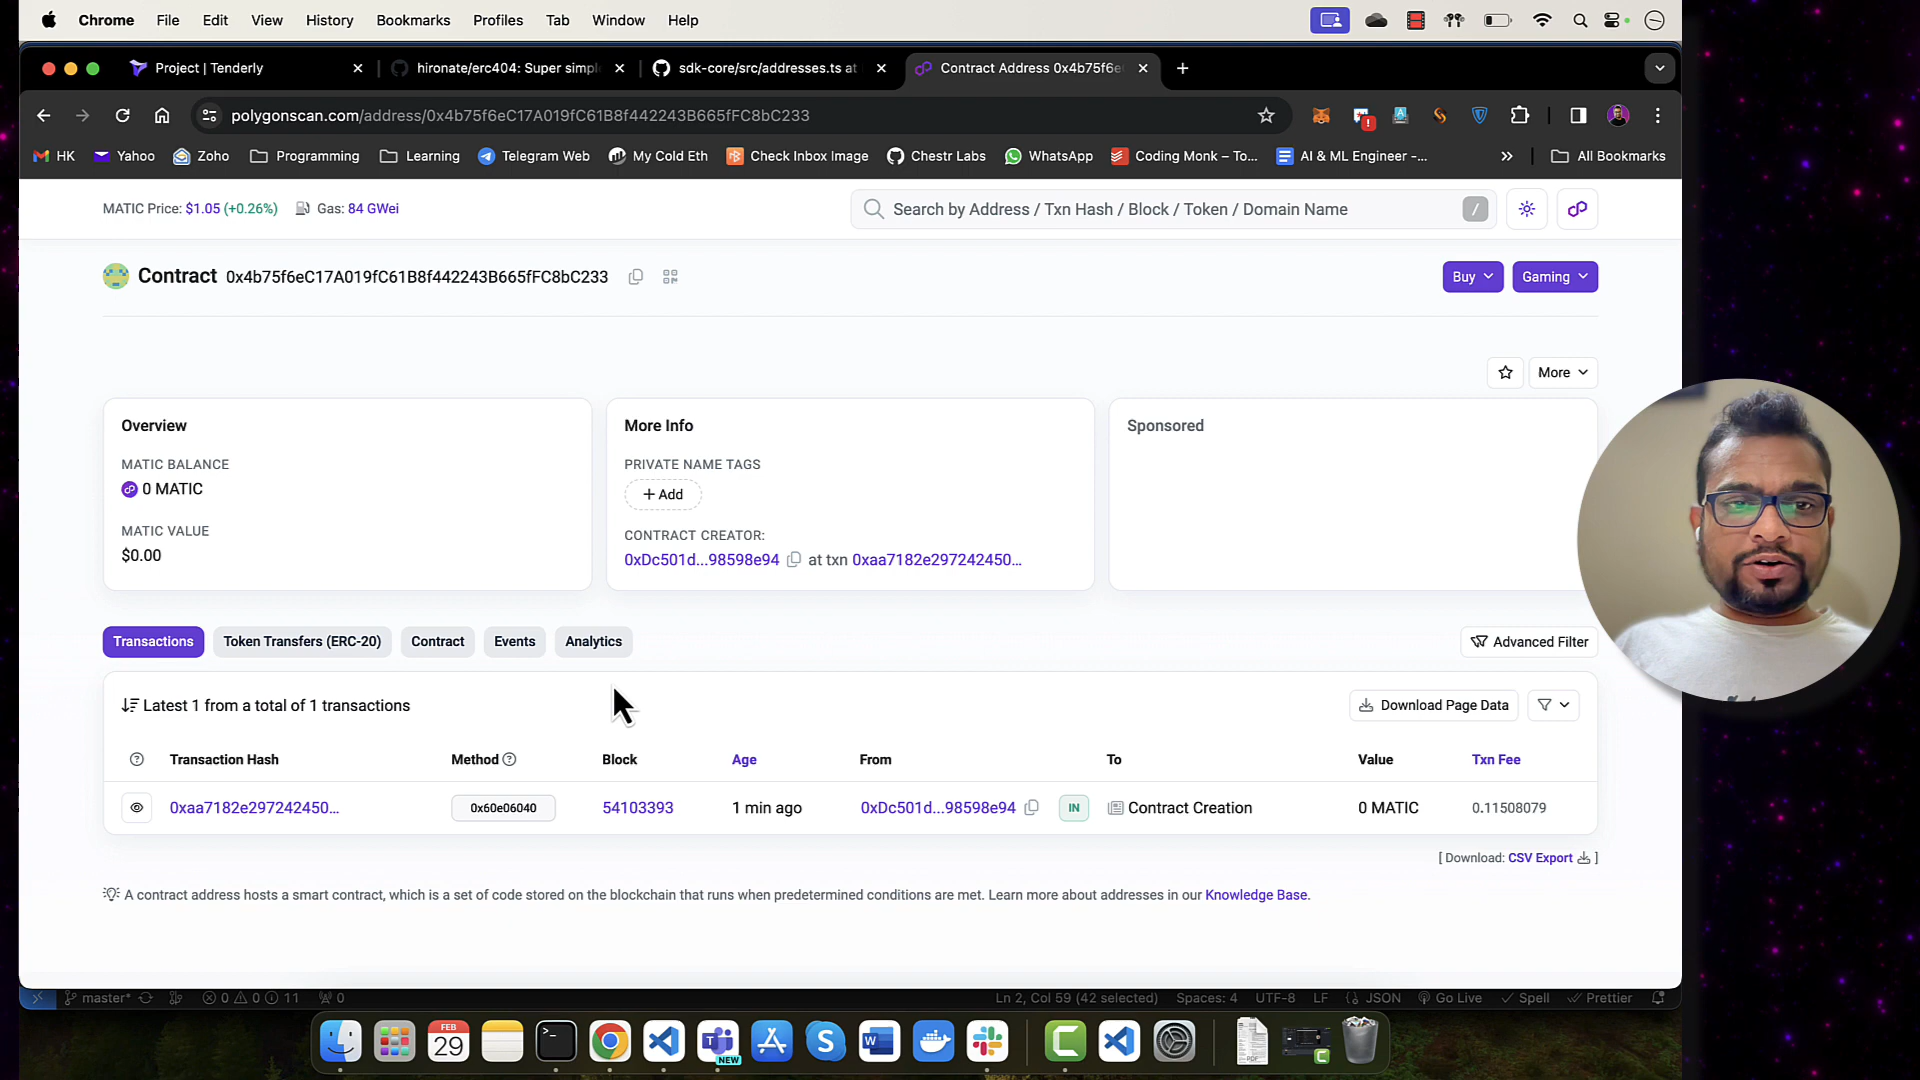 Chrome File Edit View History Bookmarks Profiles Tab Window Help
Project | Tenderly
hironate/erc404: Super simpl
sdk-core/src/addresses.ts at
Contract Address 0x4b75f6e
polygonscan.com/address/0x4b75f6eC17A019fC61B8f442243B665fFC8bC233
HK Yahoo Zoho Programming Learning Telegram Web My Cold Eth Check Inbox Image Chestr Labs WhatsApp Coding Monk – To... AI & ML Engineer -... » All Bookmarks
MATIC Price: $1.05 (+0.26%) Gas: 84 GWei
Search by Address / Txn Hash / Block / Token / Domain Name /
Contract 0x4b75f6eC17A019fC61B8f442243B665fFC8bC233
Buy Gaming
More
Overview
MATIC BALANCE
0 MATIC
MATIC VALUE
$0.00
More Info
PRIVATE NAME TAGS
+ Add
CONTRACT CREATOR:
0xDc501d...98598e94 at txn 0xaa7182e297242450...
Sponsored
Transactions Token Transfers (ERC-20) Contract Events Analytics Advanced Filter
Latest 1 from a total of 1 transactions Download Page Data
Transaction Hash Method Block Age From To Value Txn Fee
0xaa7182e297242450... 0x60e06040 54103393 1 min ago 0xDc501d...98598e94 IN Contract Creation 0 MATIC 0.11508079
[ Download: CSV Export ]
A contract address hosts a smart contract, which is a set of code stored on the blockchain that runs when predetermined conditions are met. Learn more about addresses in our Knowledge Base.
master* 0 0 11 0 Ln 2, Col 59 (42 selected) Spaces: 4 UTF-8 LF JSON Go Live Spell Prettier
FEB
29
NEW
PDF